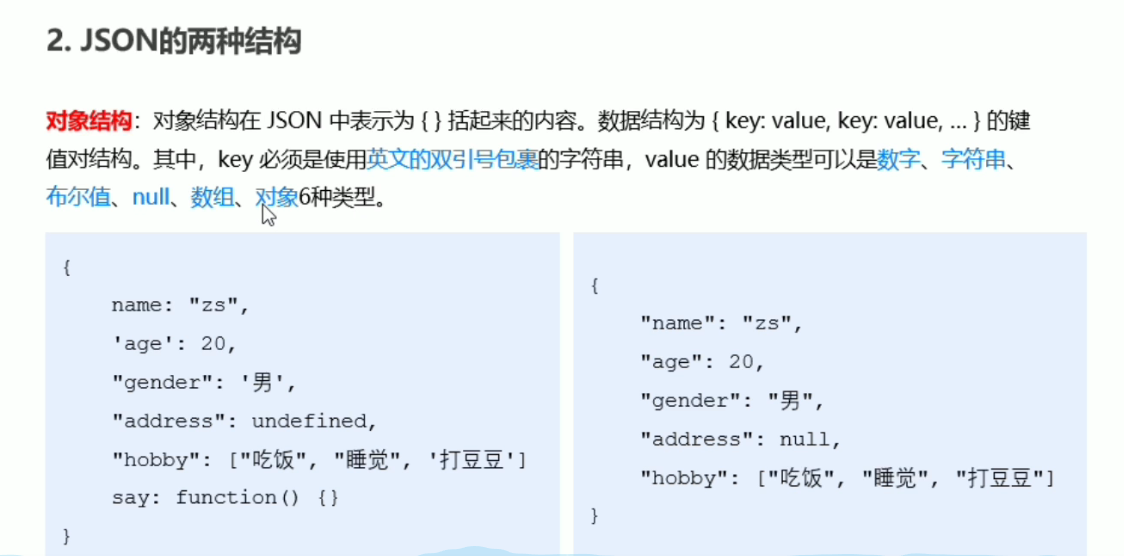 2. JSON的两种结构
对象结构：对象结构在 JSON 中表示为 { } 括起来的内容。数据结构为 { key: value, key: value, … } 的键
值对结构。其中，key 必须是使用英文的双引号包裹的字符串，value 的数据类型可以是数字、字符串、
布尔值、null、数组、对象6种类型。
{
name: "zs",
'age': 20,
"gender": '男',
"address": undefined,
"hobby": ["吃饭", "睡觉", '打豆豆']
say: function() {}
}
{
"name": "zs",
"age": 20,
"gender": "男",
"address": null,
"hobby": ["吃饭", "睡觉", "打豆豆"]
}